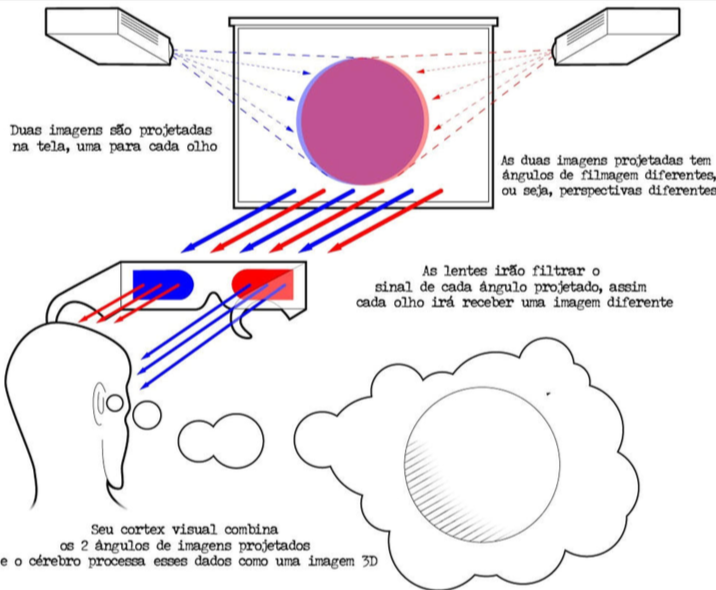 Duas imagens são projetadas
na tela, uma para cada olho
As duas imagens projetadas tem
ângulos de filmagem diferentes,
ou seja, perspectivas diferentes
As lentes irão filtrar o
sinal de cada ângulo projetado, assim
cada olho irá receber uma imagem diferente
Seu cortex visual combina
os 2 ângulos de imagens projetados
e o cérebro processa esses dados como uma imagem 3D